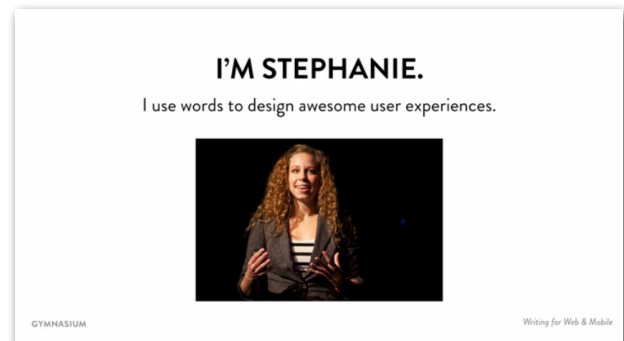 I’M STEPHANIE.
I use words to design awesome user experiences.
GYMNASIUM
Writing for Web & Mobile